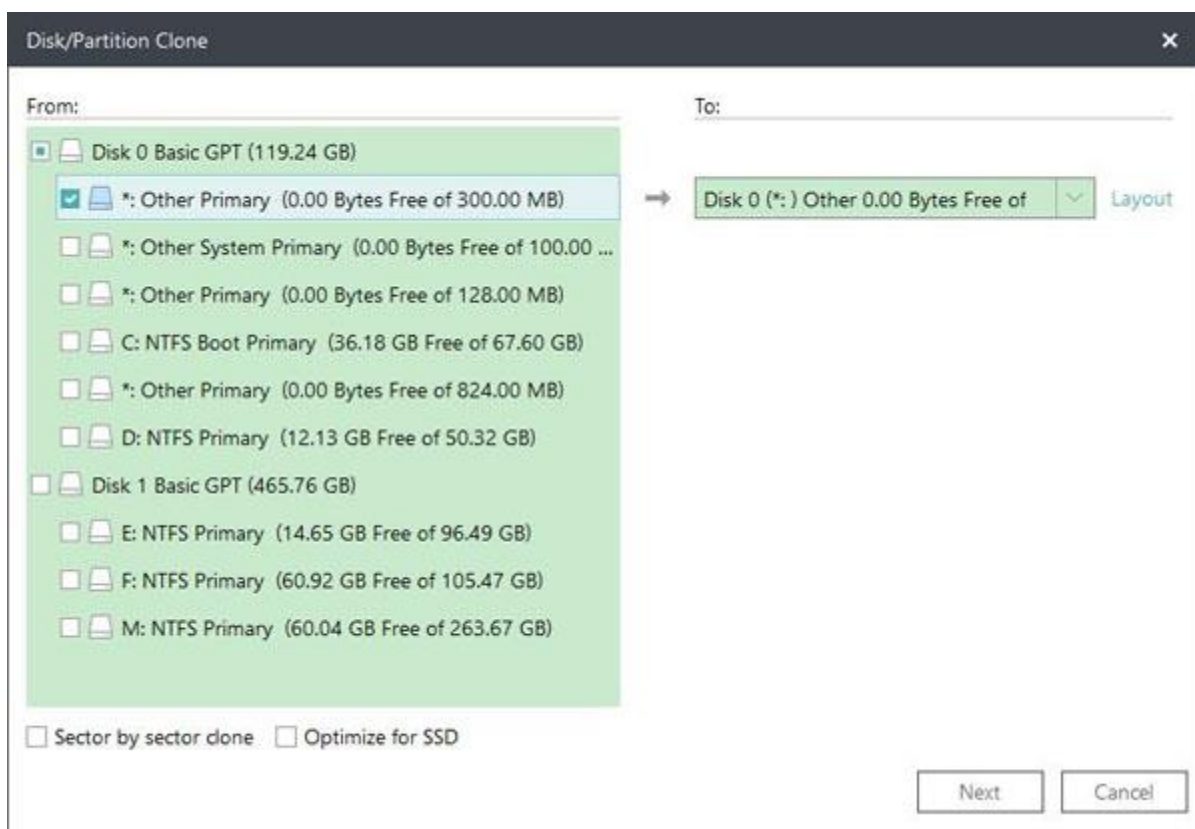 Disk/Partition Clone
From:
To:
Disk 0 Basic GPT (119.24 GB)
*: Other Primary (0.00 Bytes Free of 300.00 MB)
Disk 0 (*: ) Other 0.00 Bytes Free of
Layout
*: Other System Primary (0.00 Bytes Free of 100.00 ...
*: Other Primary (0.00 Bytes Free of 128.00 MB)
C: NTFS Boot Primary (36.18 GB Free of 67.60 GB)
*: Other Primary (0.00 Bytes Free of 824.00 MB)
D: NTFS Primary (12.13 GB Free of 50.32 GB)
Disk 1 Basic GPT (465.76 GB)
E: NTFS Primary (14.65 GB Free of 96.49 GB)
F: NTFS Primary (60.92 GB Free of 105.47 GB)
M: NTFS Primary (60.04 GB Free of 263.67 GB)
Sector by sector clone
Optimize for SSD
Next
Cancel